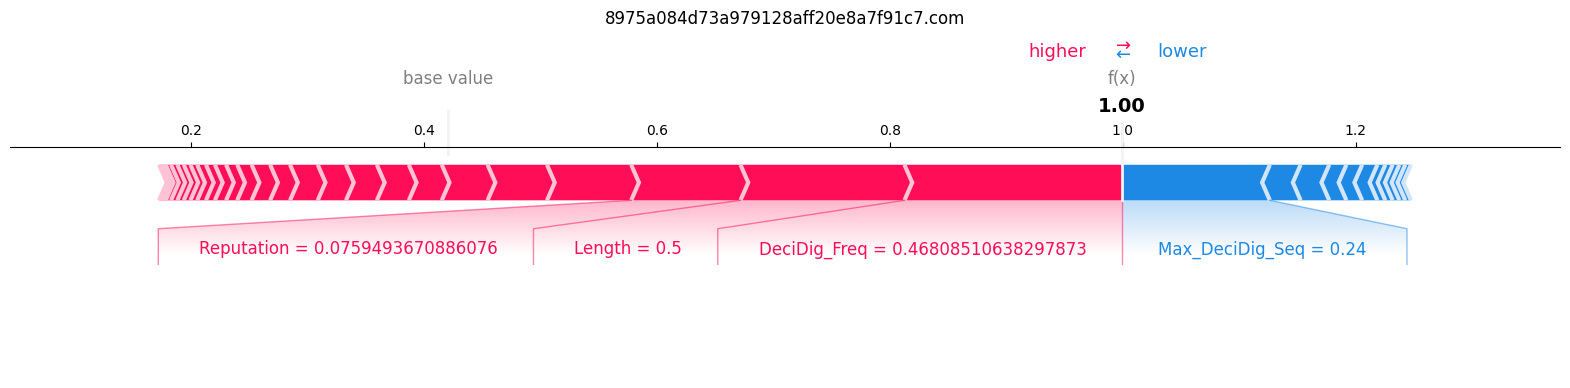 8975a084d73a979128aff20e8a7f91c7.com
higher ⇄ lower
base value f(x)
1.00
0.2 0.4 0.6 0.8 1.0 1.2
Reputation = 0.0759493670886076 Length = 0.5 DeciDig_Freq = 0.46808510638297873 Max_DeciDig_Seq = 0.24